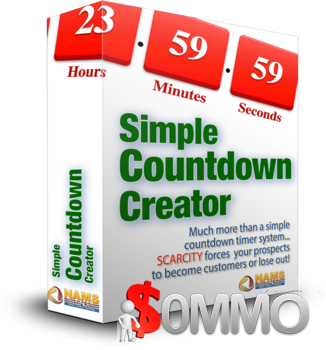 23
59
59
Hours
Minutes
Seconds
Simple
Countdown
Creator
Much more than a simple
countdown timer system...
SCARCITY forces your prospects
to become customers or lose out!
NAMS
Simple
Countdown
Creator
NAMS
$0MMO